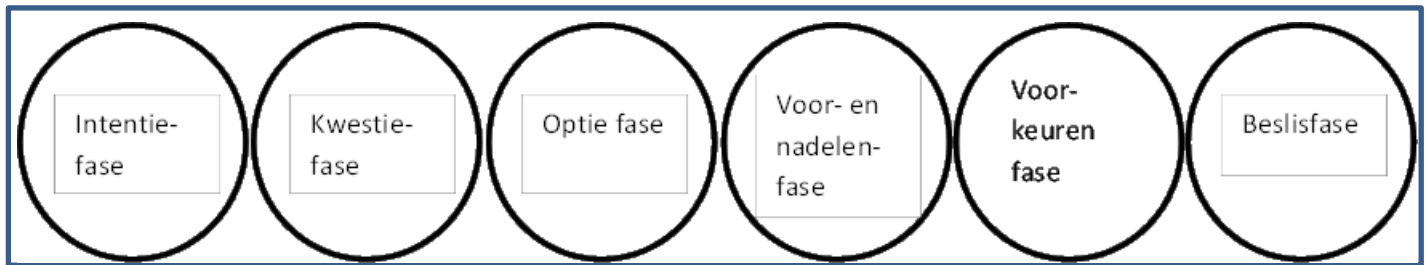 Intentie-
fase
Kwestie-
fase
Optie fase
Voor- en
nadelen-
fase
Voor-
keuren
fase
Beslisfase